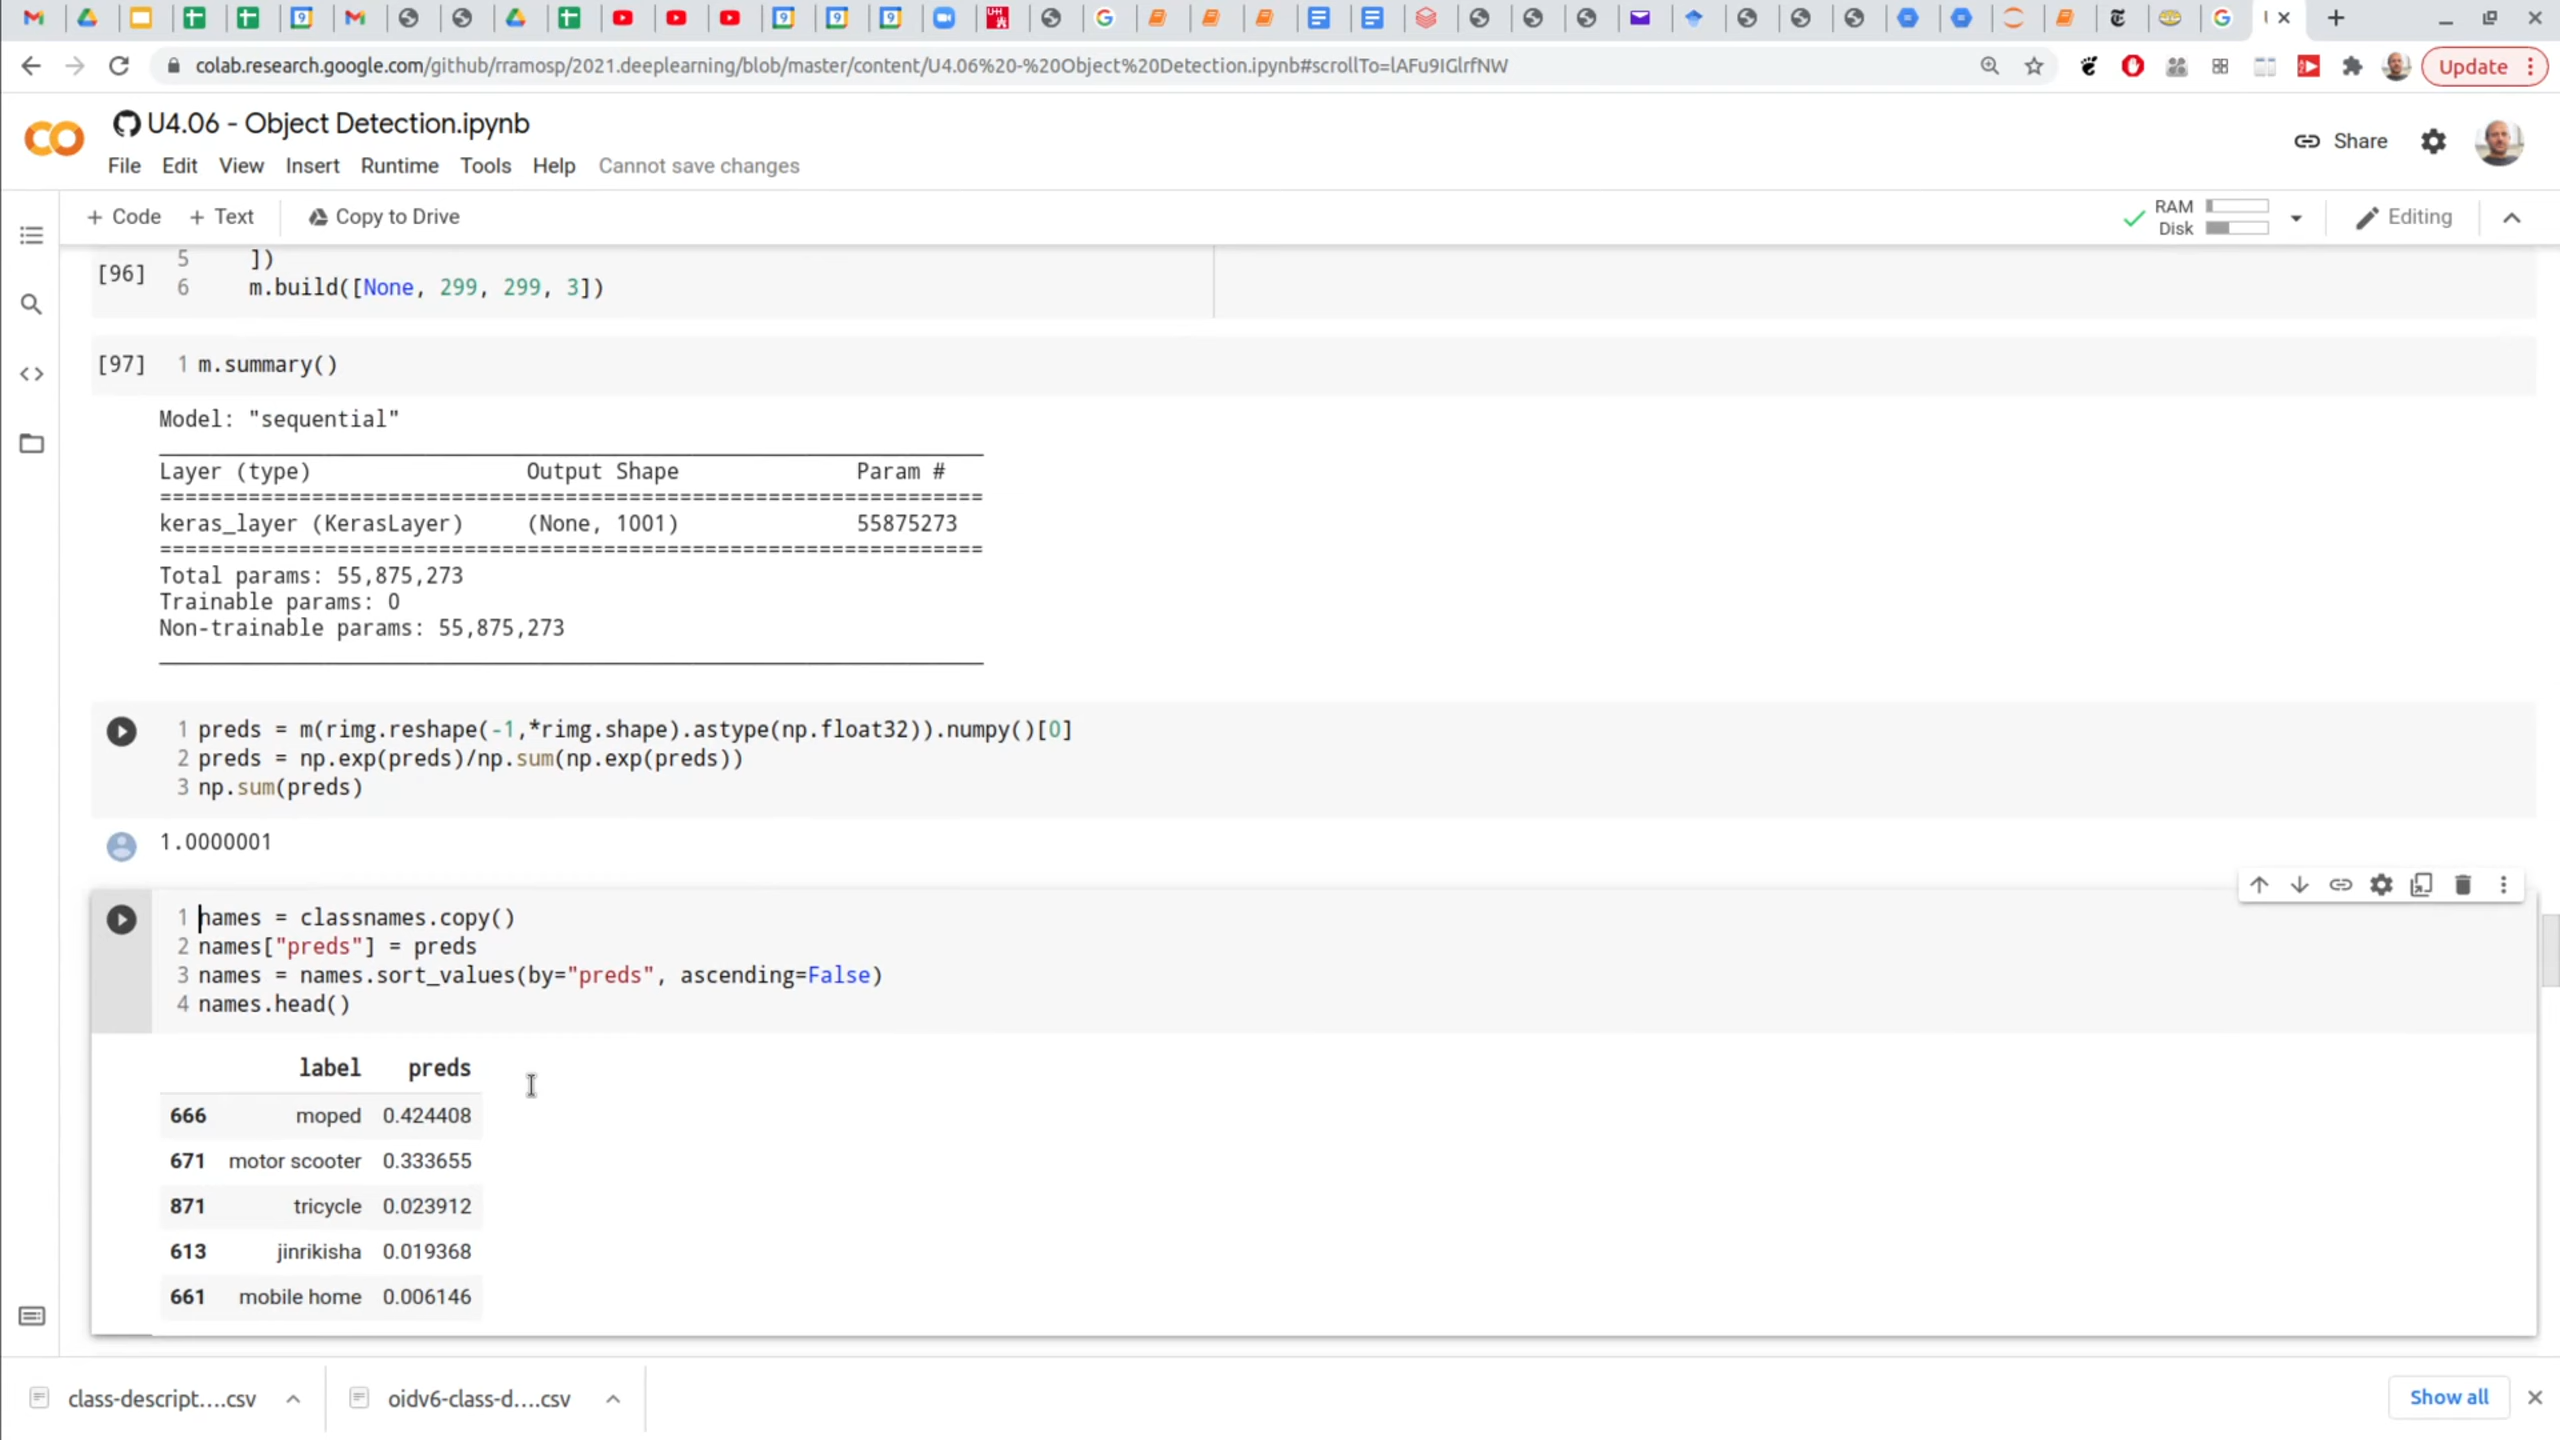 colab.research.google.com/github/rramosp/2021.deeplearning/blob/master/content/U4.06%20-%20Object%20Detection.ipynb#scrollTo=lAFu9IGlrfNW
Update
U4.06 - Object Detection.ipynb
File Edit View Insert Runtime Tools Help Cannot save changes
Share
+ Code + Text Copy to Drive
RAM
Disk
Editing
[96]
5 ])
6 m.build([None, 299, 299, 3])
[97] 1 m.summary()
Model: "sequential"
Layer (type) Output Shape Param #
=================================================================
keras_layer (KerasLayer) (None, 1001) 55875273
=================================================================
Total params: 55,875,273
Trainable params: 0
Non-trainable params: 55,875,273
1 preds = m(rimg.reshape(-1,*rimg.shape).astype(np.float32)).numpy()[0]
2 preds = np.exp(preds)/np.sum(np.exp(preds))
3 np.sum(preds)
1.0000001
1 names = classnames.copy()
2 names["preds"] = preds
3 names = names.sort_values(by="preds", ascending=False)
4 names.head()
label preds
666 moped 0.424408
671 motor scooter 0.333655
871 tricycle 0.023912
613 jinrikisha 0.019368
661 mobile home 0.006146
class-descript....csv
oidv6-class-d....csv
Show all